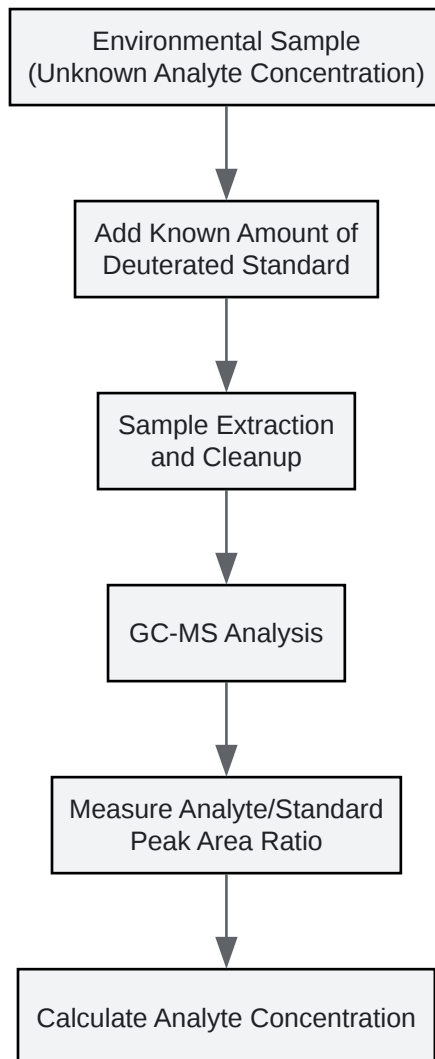 Environmental Sample
(Unknown Analyte Concentration)
Add Known Amount of
Deuterated Standard
Sample Extraction
and Cleanup
GC-MS Analysis
Measure Analyte/Standard
Peak Area Ratio
Calculate Analyte Concentration